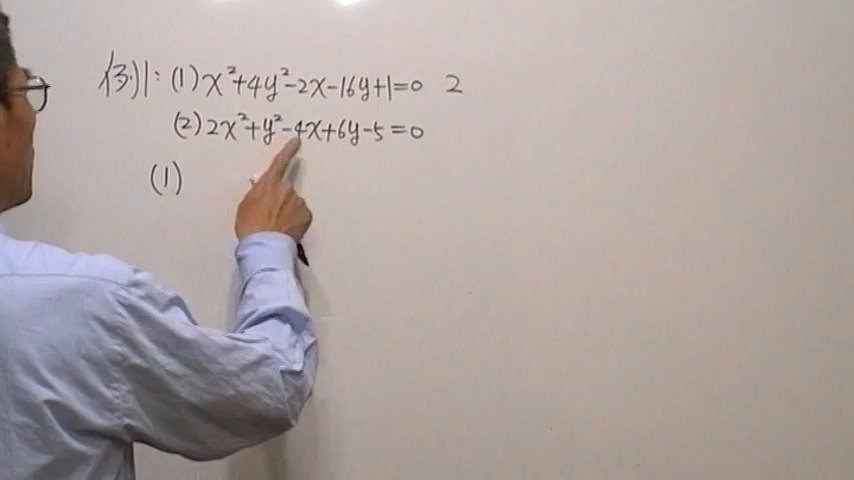 例1: (1) x²+4y²-2x-16y+1=0 2
(2) 2x²+y²-4x+6y-5=0
(1)